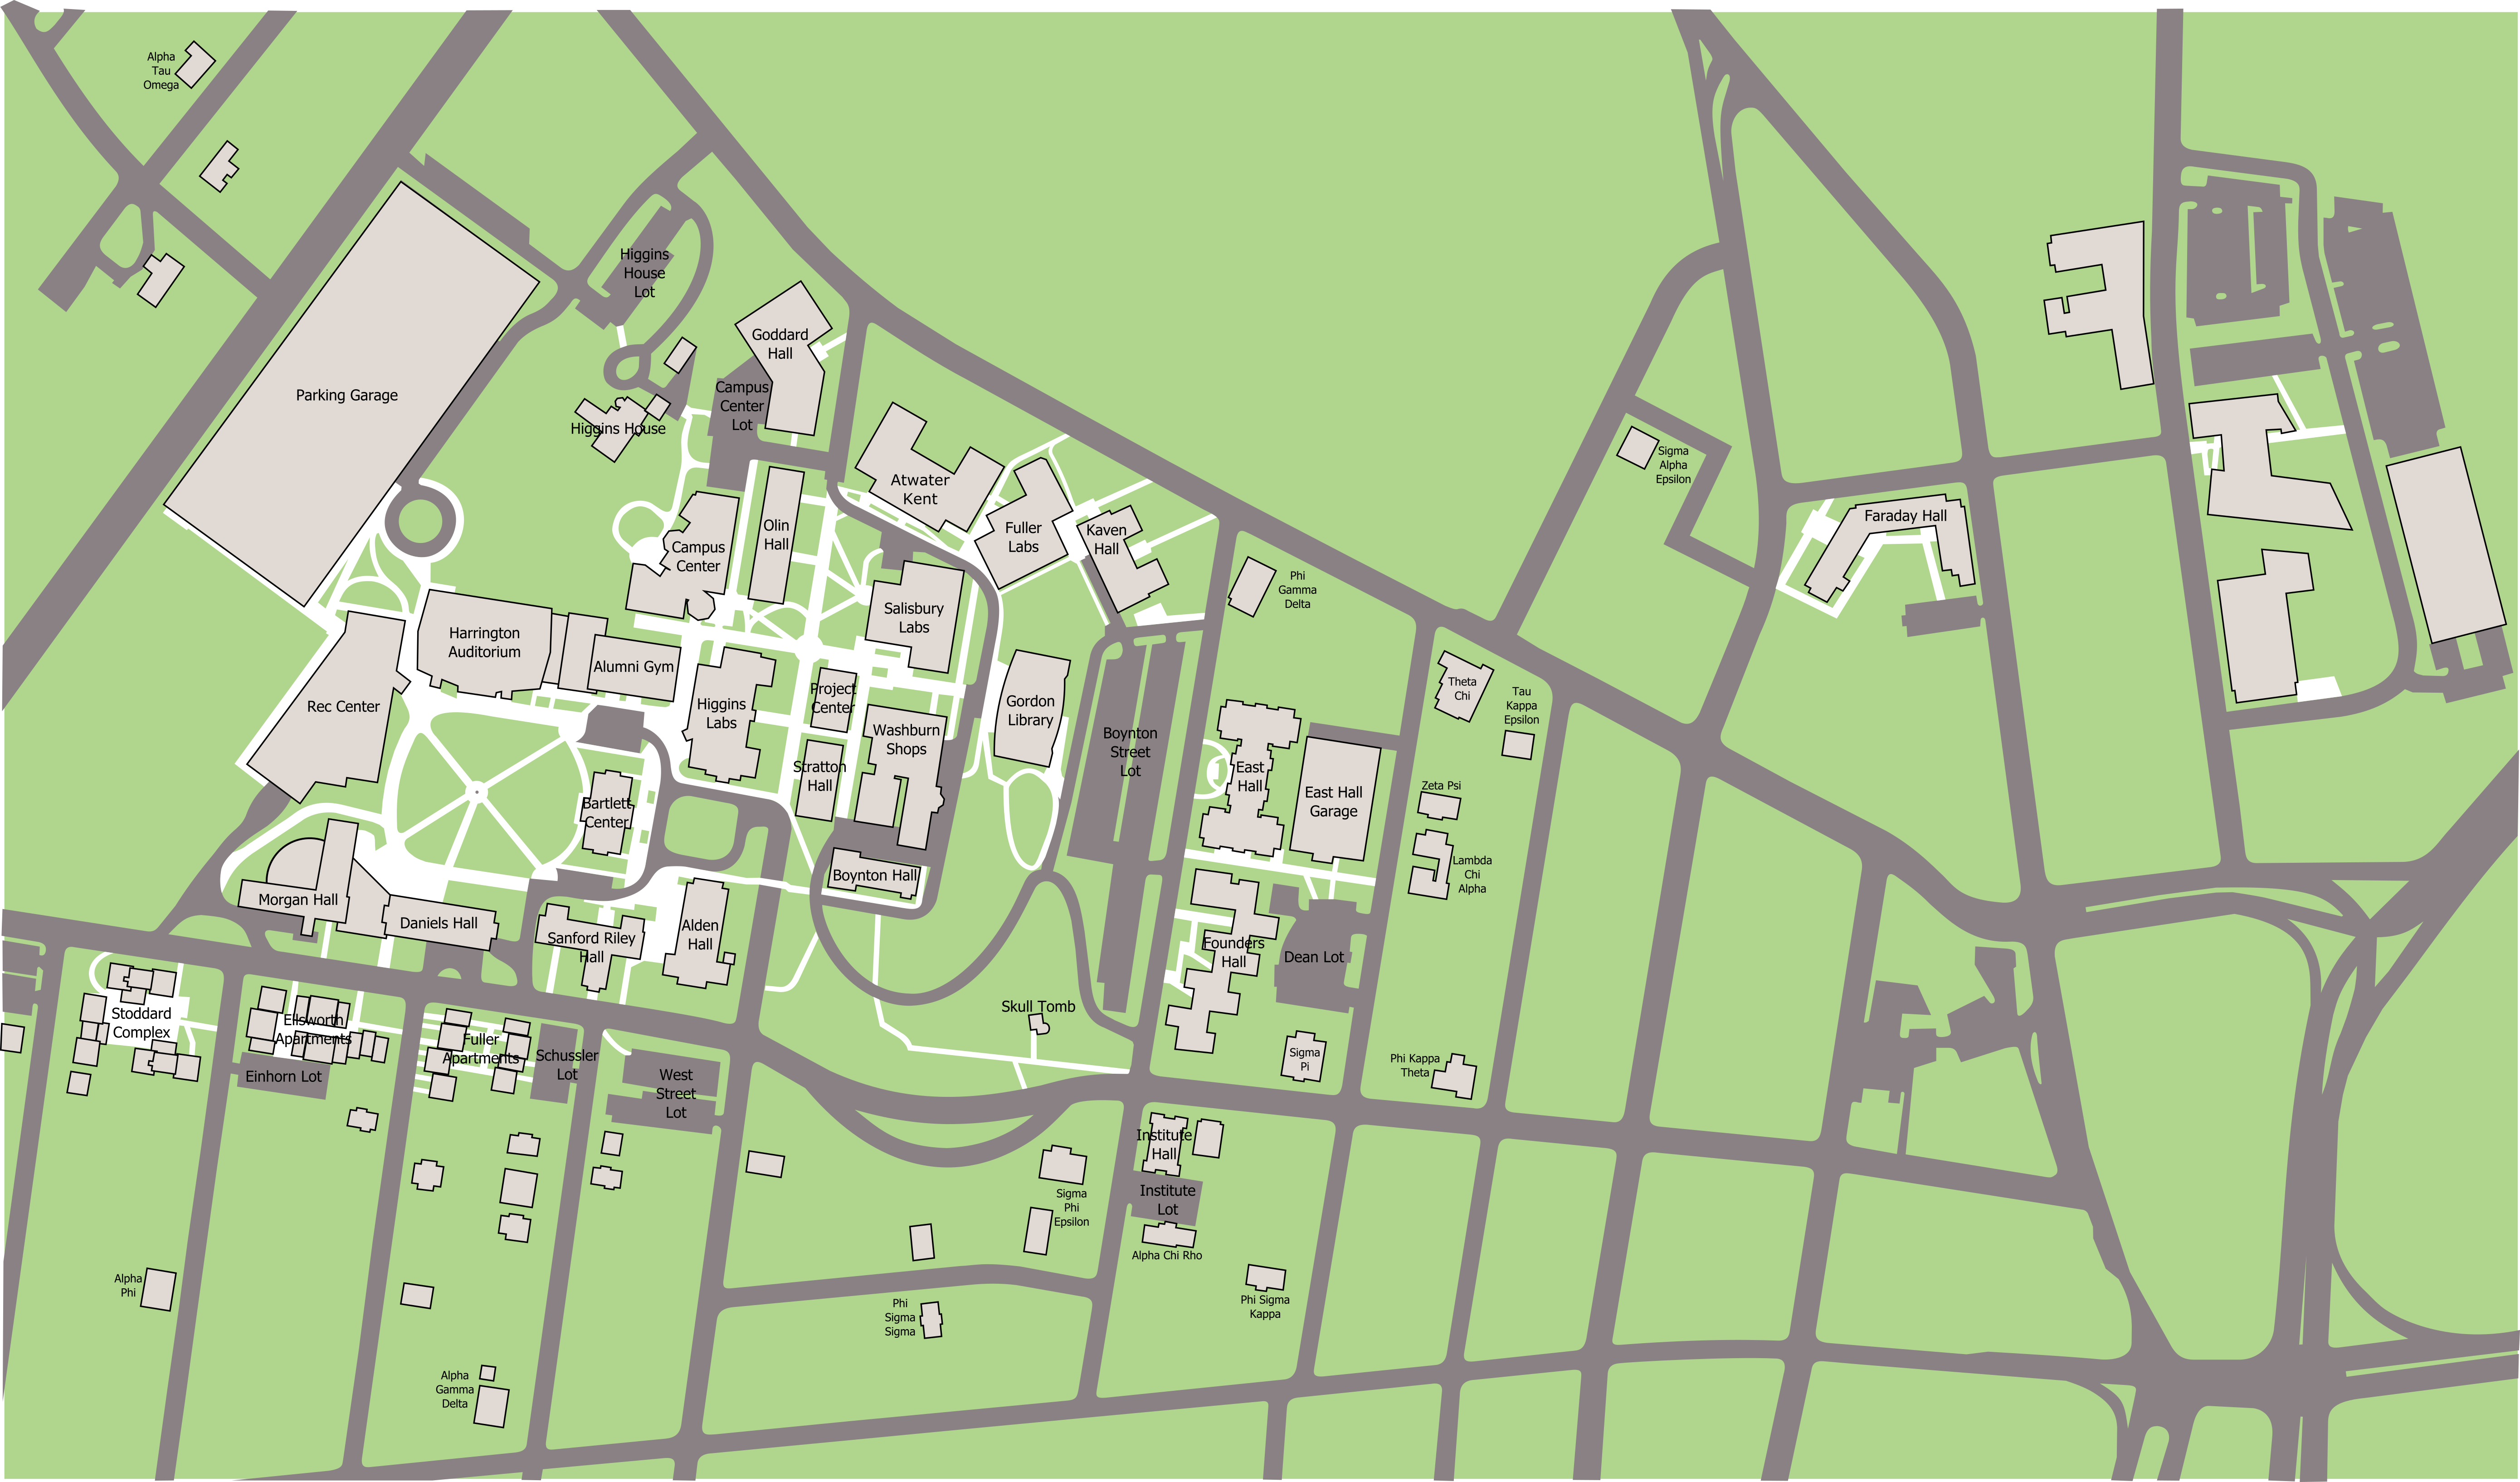 Alpha
Tau
Omega
Higgins
House
Lot
Goddard
Hall
Parking Garage
Campus
Center
Lot
Higgins House
Atwater
Kent
Sigma
Alpha
Epsilon
Olin
Hall
Fuller
Labs
Kaven
Hall
Faraday Hall
Campus
Center
Phi
Gamma
Delta
Salisbury
Labs
Harrington
Auditorium
Alumni Gym
Rec Center
Higgins
Labs
Project
Center
Gordon
Library
Theta
Chi
Tau
Kappa
Epsilon
Washburn
Shops
Boynton
Street
Lot
Stratton
Hall
East
Hall
East Hall
Garage
Zeta Psi
Bartlett
Center
Lambda
Chi
Alpha
Boynton Hall
Morgan Hall
Daniels Hall
Alden
Hall
Sanford Riley
Hall
Founders
Hall
Dean Lot
Skull Tomb
Stoddard
Complex
Ellsworth
Apartments
Fuller
Apartments
Schussler
Lot
Einhorn Lot
West
Street
Lot
Sigma
Pi
Phi Kappa
Theta
Institute
Hall
Institute
Lot
Sigma
Phi
Epsilon
Alpha Chi Rho
Alpha
Phi
Phi Sigma
Kappa
Phi
Sigma
Sigma
Alpha
Gamma
Delta